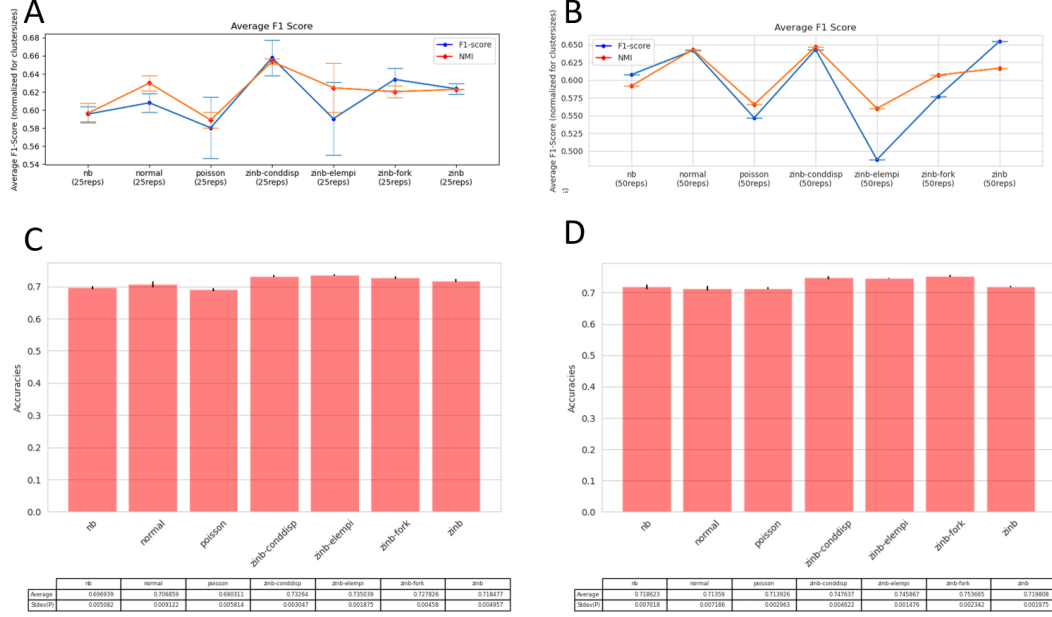 A
Average F1 Score
Average F1-Score (normalized for clustersizes)
0.68
0.66
0.64
0.62
0.60
0.58
0.56
0.54
F1-score
NMI
nb normal poisson zinb-conddisp zinb-elempi zinb-fork zinb
(25reps) (25reps) (25reps) (25reps) (25reps) (25reps) (25reps)
B
Average F1 Score
Average F1-Score (normalized for clustersizes)
s)
0.650
0.625
0.600
0.575
0.550
0.525
0.500
F1-score
NMI
nb normal poisson zinb-conddisp zinb-elempi zinb-fork zinb
(50reps) (50reps) (50reps) (50reps) (50reps) (50reps) (50reps)
C
Accuracies
0.7
0.6
0.5
0.4
0.3
0.2
0.1
0.0
nb normal poisson zinb-conddisp zinb-elempi zinb-fork zinb
nb normal poisson zinb-conddisp zinb-elempi zinb-fork zinb
Average 0.696939 0.706859 0.690311 0.73264 0.735039 0.727826 0.718477
Stdev(P) 0.005082 0.009122 0.005814 0.003047 0.001875 0.00458 0.004957
D
Accuracies
0.7
0.6
0.5
0.4
0.3
0.2
0.1
0.0
nb normal poisson zinb-conddisp zinb-elempi zinb-fork zinb
nb normal poisson zinb-conddisp zinb-elempi zinb-fork zinb
Average 0.718623 0.71359 0.713926 0.747637 0.745867 0.753665 0.719808
Stdev(P) 0.007018 0.007186 0.002963 0.004622 0.001476 0.002342 0.001975